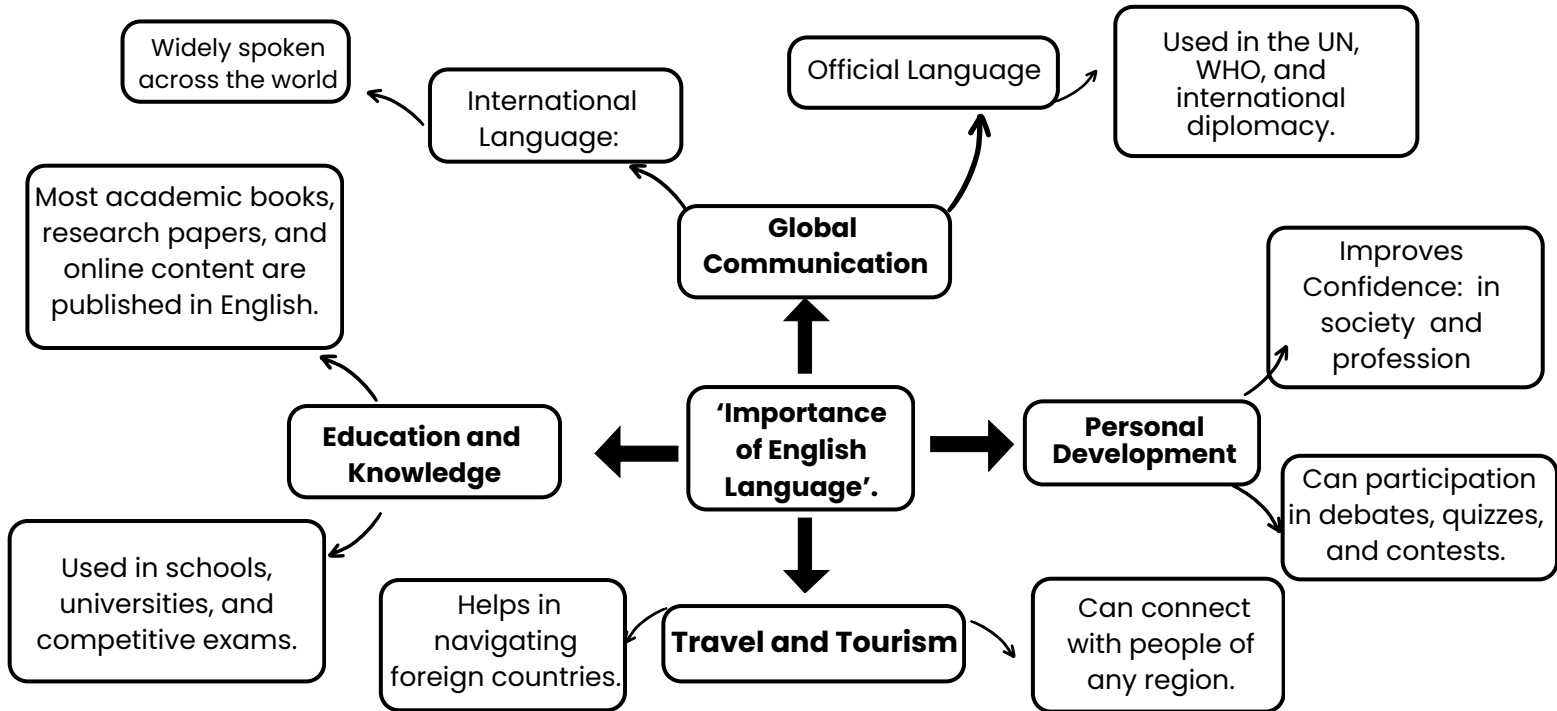 Widely spoken
across the world
International
Language:
Official Language
Used in the UN,
WHO, and
international
diplomacy.
Most academic books,
research papers, and
online content are
published in English.
Global
Communication
Improves
Confidence:  in
society  and
profession
Education and
Knowledge
‘Importance
of English
Language’.
Personal
Development
Can participation
in debates, quizzes,
and contests.
Used in schools,
universities, and
competitive exams.
Helps in
navigating
foreign countries.
Travel and Tourism
Can connect
with people of
any region.